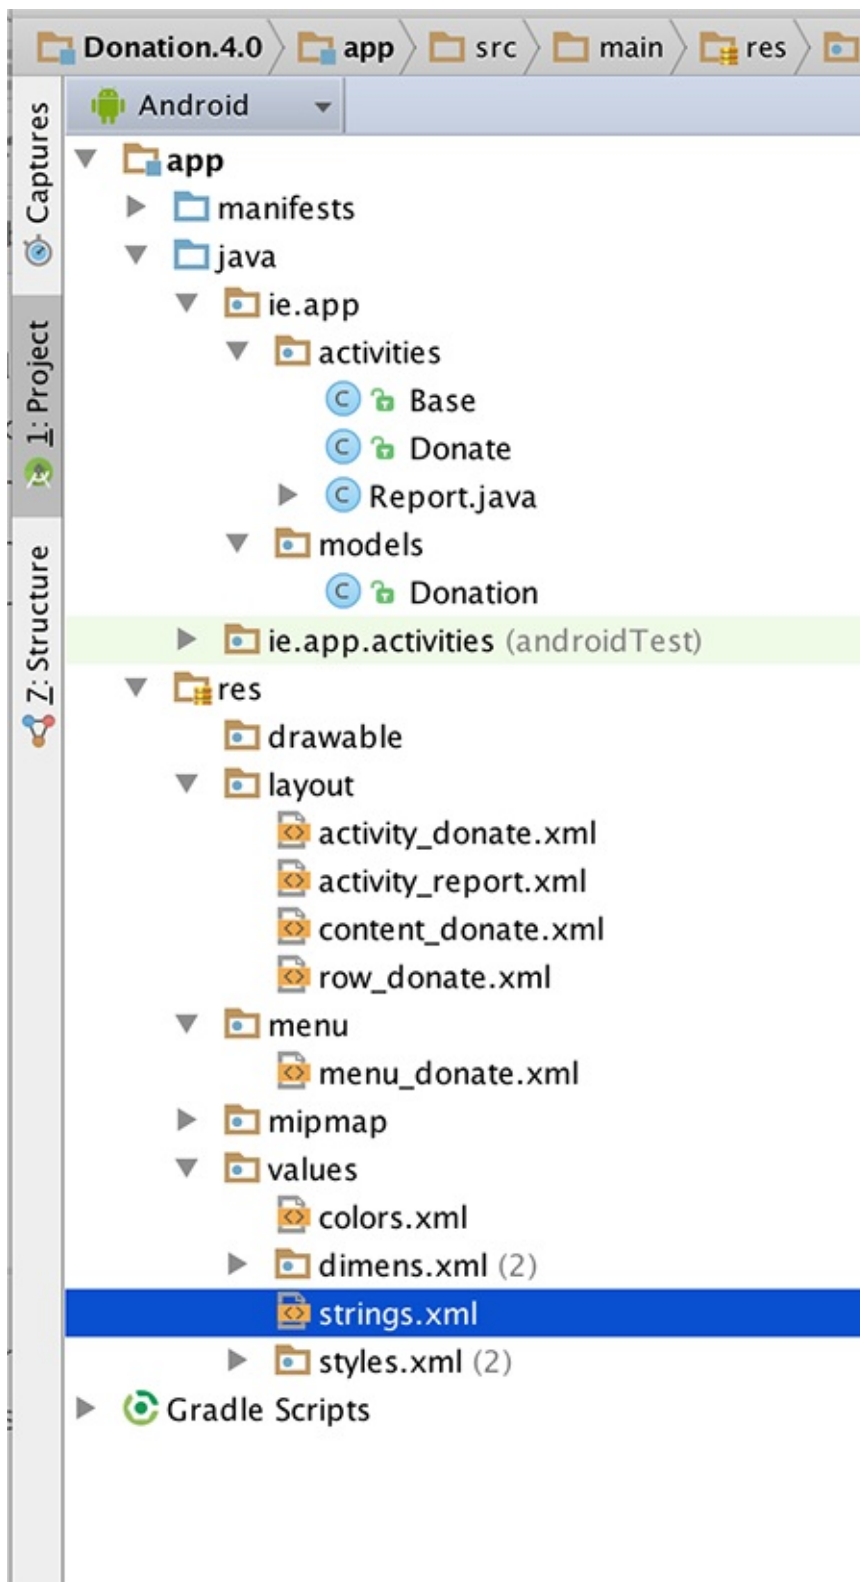 Donation.4.0 app src main res
Android
Captures
1: Project
7: Structure
app
manifests
java
ie.app
activities
Base
Donate
Report.java
models
Donation
ie.app.activities (androidTest)
res
drawable
layout
activity_donate.xml
activity_report.xml
content_donate.xml
row_donate.xml
menu
menu_donate.xml
mipmap
values
colors.xml
dimens.xml (2)
strings.xml
styles.xml (2)
Gradle Scripts